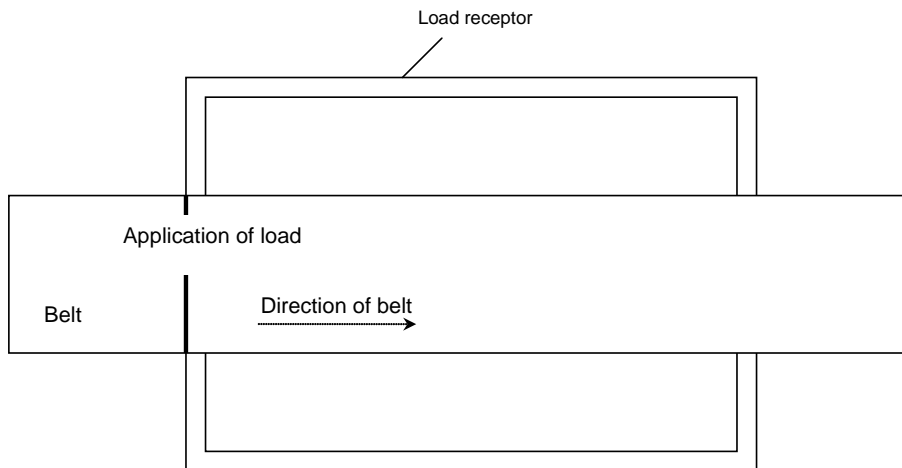 Load receptor
Application of load
Direction of belt
Belt